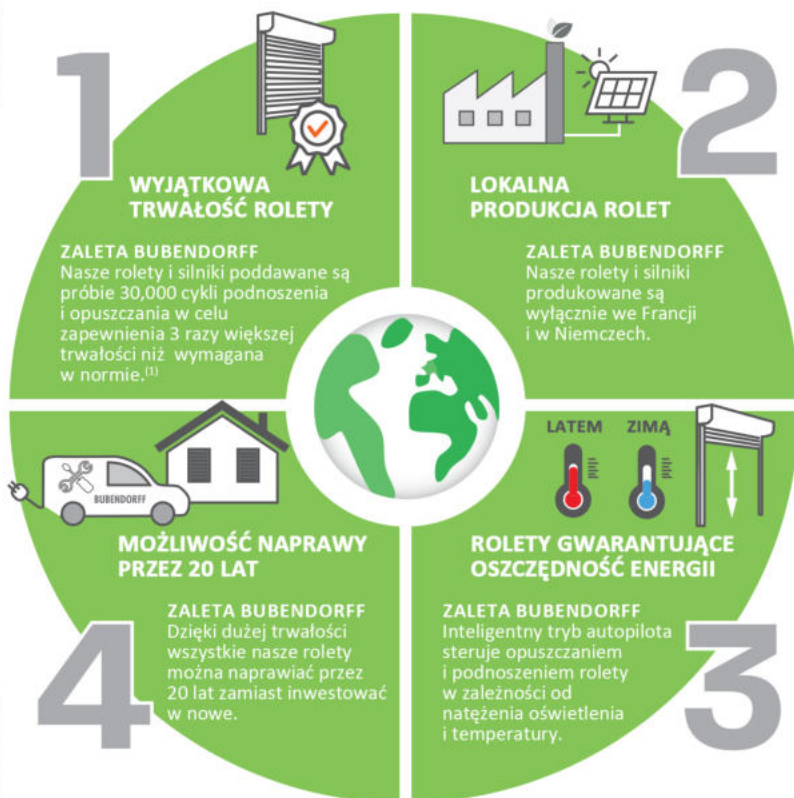 1
WYJĄTKOWA
TRWAŁOŚĆ ROLETY
ZALETA BUBENDORFF
Nasze rolety i silniki poddawane są
próbie 30,000 cykli podnoszenia
i opuszczania w celu
zapewnienia 3 razy większej
trwałości niż wymagana
w normie.(1)
2
LOKALNA
PRODUKCJA ROLET
ZALETA BUBENDORFF
Nasze rolety i silniki
produkowane są
wyłącznie we Francji
i w Niemczech.
LATEM ZIMĄ
ROLETY GWARANTUJĄCE
OSZCZĘDNOŚĆ ENERGII
ZALETA BUBENDORFF
Inteligentny tryb autopilota
steruje opuszczaniem
i podnoszeniem rolety
w zależności od
natężenia oświetlenia
i temperatury.
3
BUBENDORFF
MOŻLIWOŚĆ NAPRAWY
PRZEZ 20 LAT
ZALETA BUBENDORFF
Dzięki dużej trwałości
wszystkie nasze rolety
można naprawiać przez
20 lat zamiast inwestować
w nowe.
4